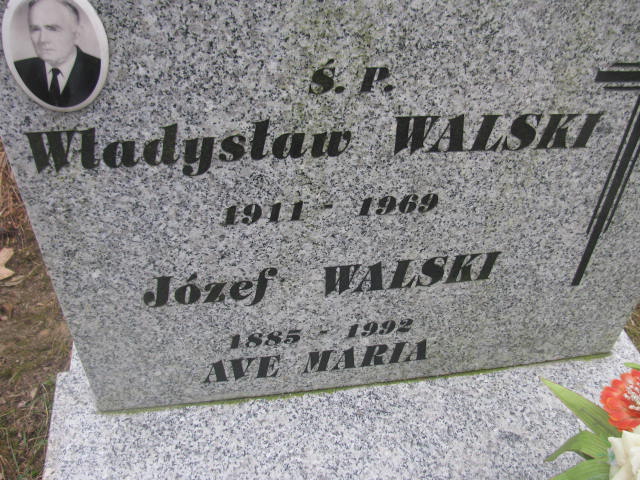 Ś. P.
Władysław WALSKI
1911 - 1969
Józef WALSKI
1885 - 1992
AVE MARIA